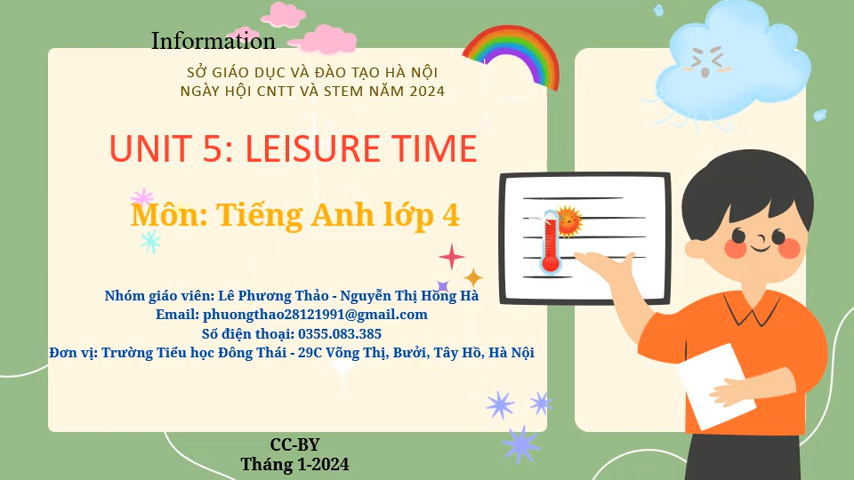 Information
SỞ GIÁO DỤC VÀ ĐÀO TẠO HÀ NỘI
NGÀY HỘI CNTT VÀ STEM NĂM 2024
UNIT 5: LEISURE TIME
Môn: Tiếng Anh lớp 4
Nhóm giáo viên: Lê Phương Thảo - Nguyễn Thị Hồng Hà
Email: phuongthao28121991@gmail.com
Số điện thoại: 0355.083.385
Đơn vị: Trường Tiểu học Đông Thái - 29C Võng Thị, Bưởi, Tây Hồ, Hà Nội
CC-BY
Tháng 1-2024